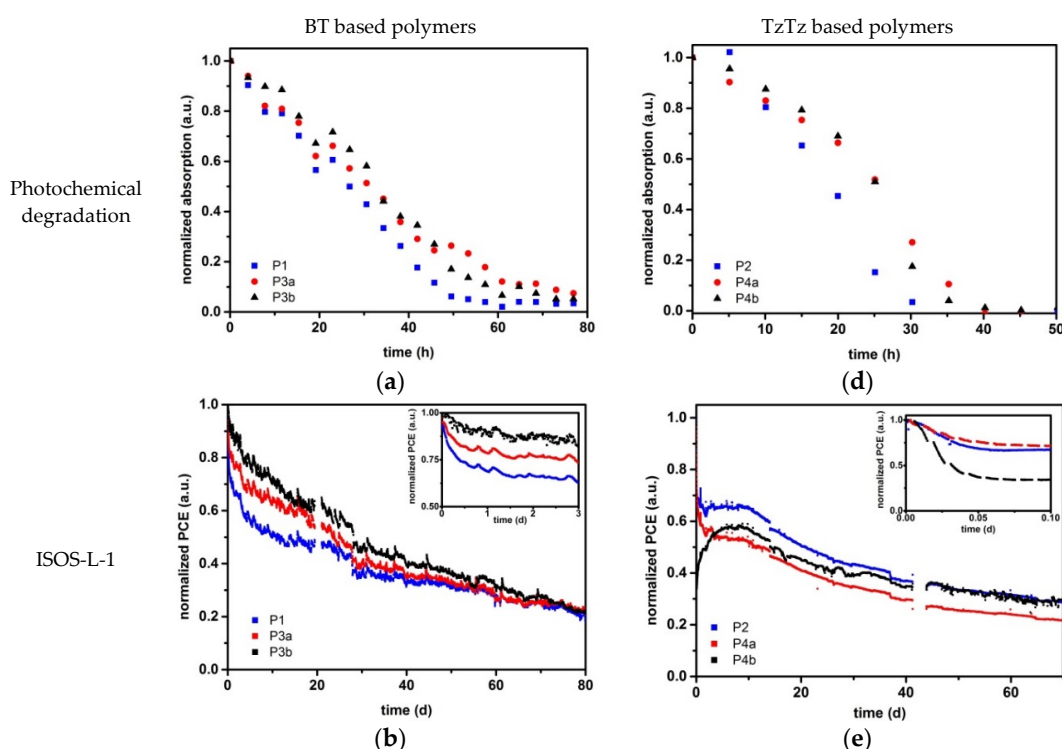 BT based polymers
TzTz based polymers
Photochemical
degradation
normalized absorption (a.u.)
1.0
0.8
0.6
0.4
0.2
0.0
P1
P3a
P3b
0 20 40 60 80
time (h)
(a)
normalized absorption (a.u.)
1.0
0.8
0.6
0.4
0.2
0.0
P2
P4a
P4b
0 10 20 30 40 50
time (h)
(d)
ISOS-L-1
normalized PCE (a.u.)
1.0
0.8
0.6
0.4
0.2
0.0
normalized PCE (a.u.)
1.00
0.75
0.50
0 1 2 3
time (d)
P1
P3a
P3b
0 20 40 60 80
time (d)
(b)
normalized PCE (a.u.)
1.0
0.8
0.6
0.4
0.2
0.0
normalized PCE (a.u.)
1.0
0.5
0.0
0.00 0.05 0.10
time (d)
P2
P4a
P4b
0 20 40 60
time (d)
(e)